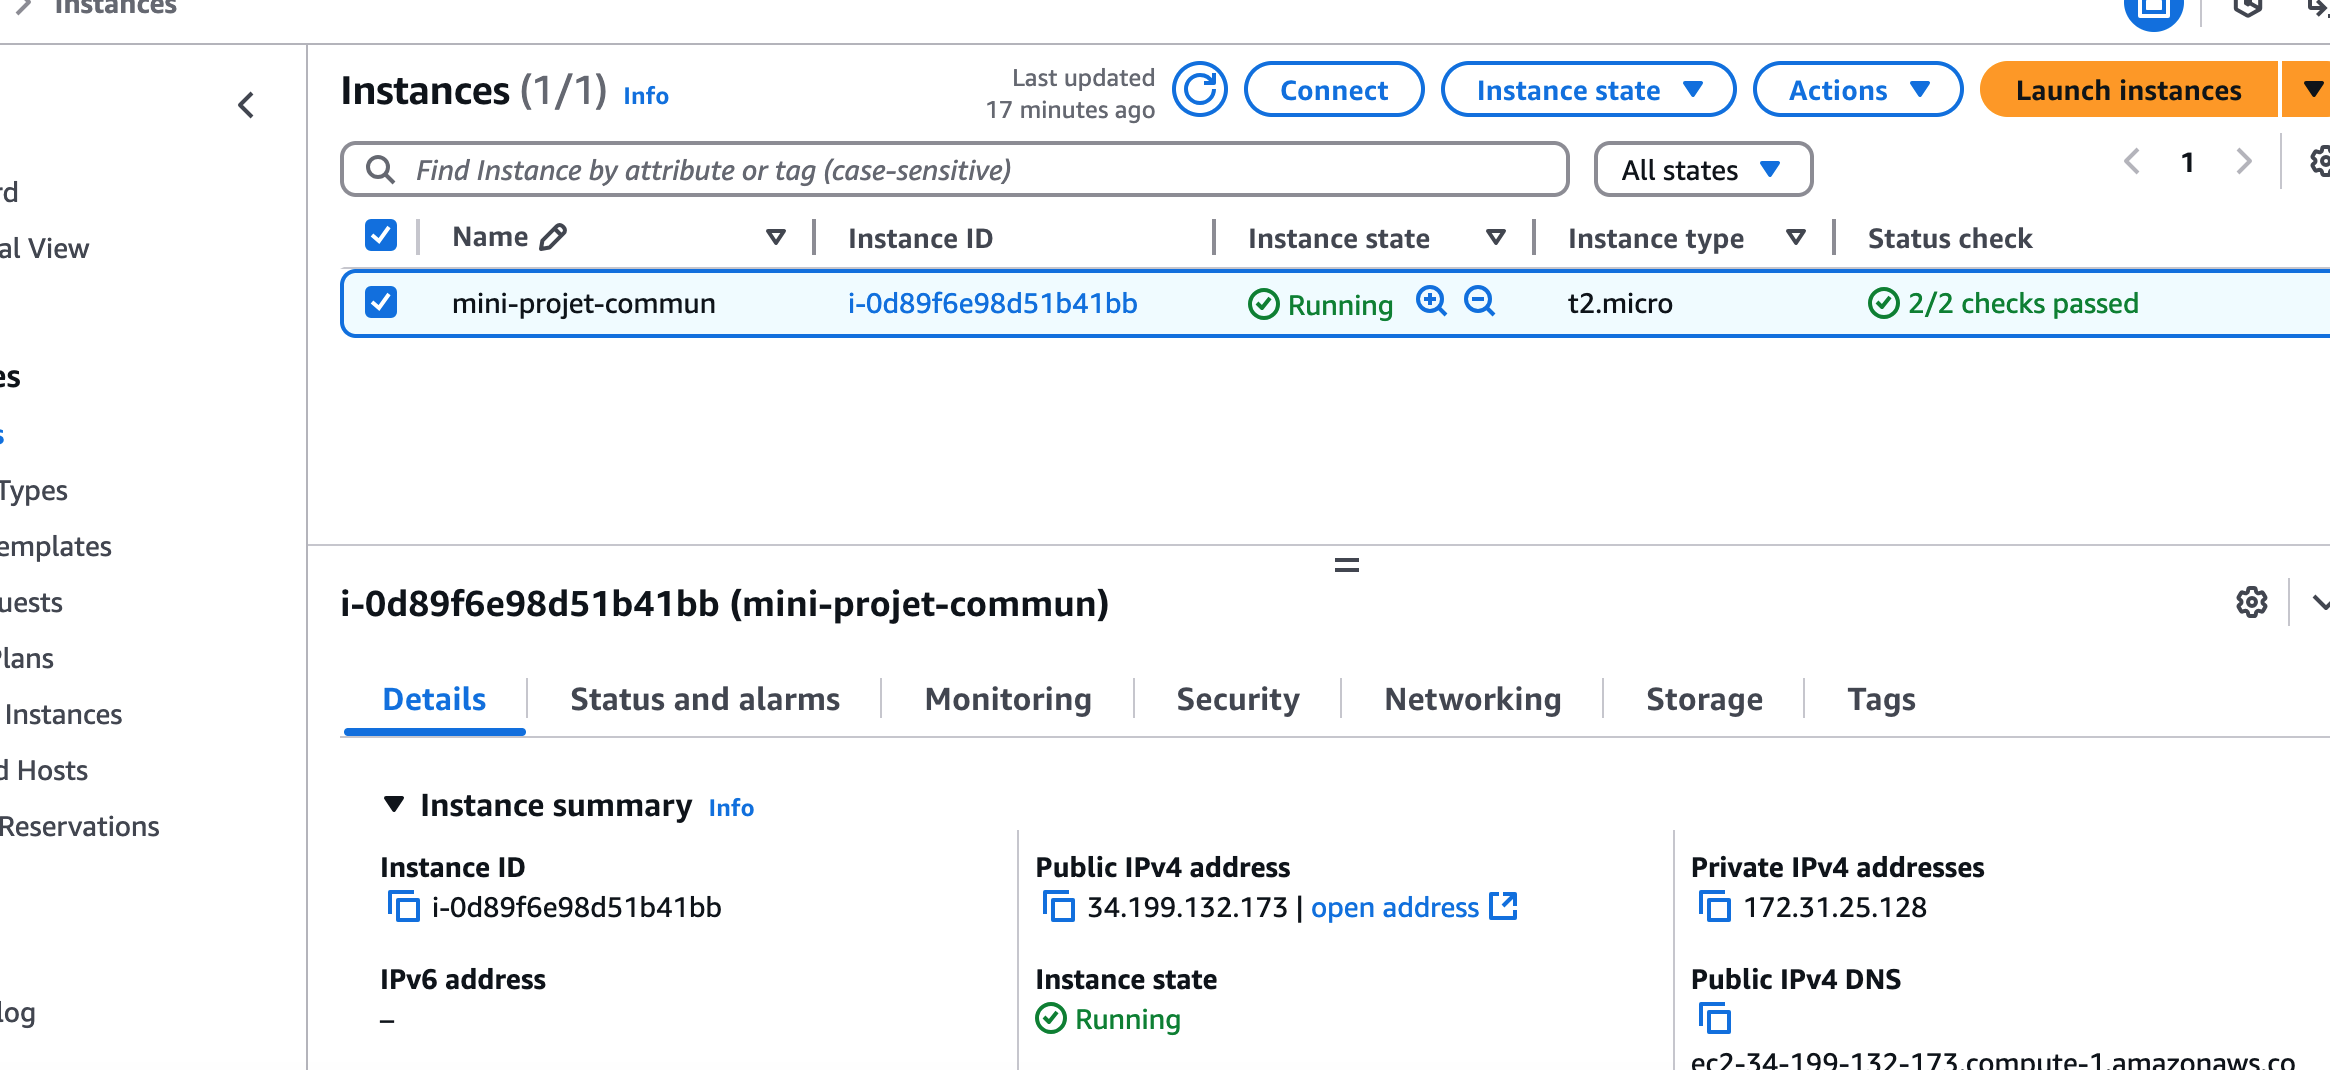 Instances
Instances (1/1) Info
Last updated
17 minutes ago
Connect
Instance state
Actions
Launch instances
Find Instance by attribute or tag (case-sensitive)
All states
1
Name
Instance ID
Instance state
Instance type
Status check
mini-projet-commun
i-0d89f6e98d51b41bb
Running
t2.micro
2/2 checks passed
rd
al View
es
s
Types
emplates
uests
Plans
Instances
d Hosts
Reservations
log
i-0d89f6e98d51b41bb (mini-projet-commun)
Details
Status and alarms
Monitoring
Security
Networking
Storage
Tags
Instance summary Info
Instance ID
i-0d89f6e98d51b41bb
Public IPv4 address
34.199.132.173 | open address
Private IPv4 addresses
172.31.25.128
IPv6 address
–
Instance state
Running
Public IPv4 DNS
ec2-34-199-132-173.compute-1.amazonaws.co